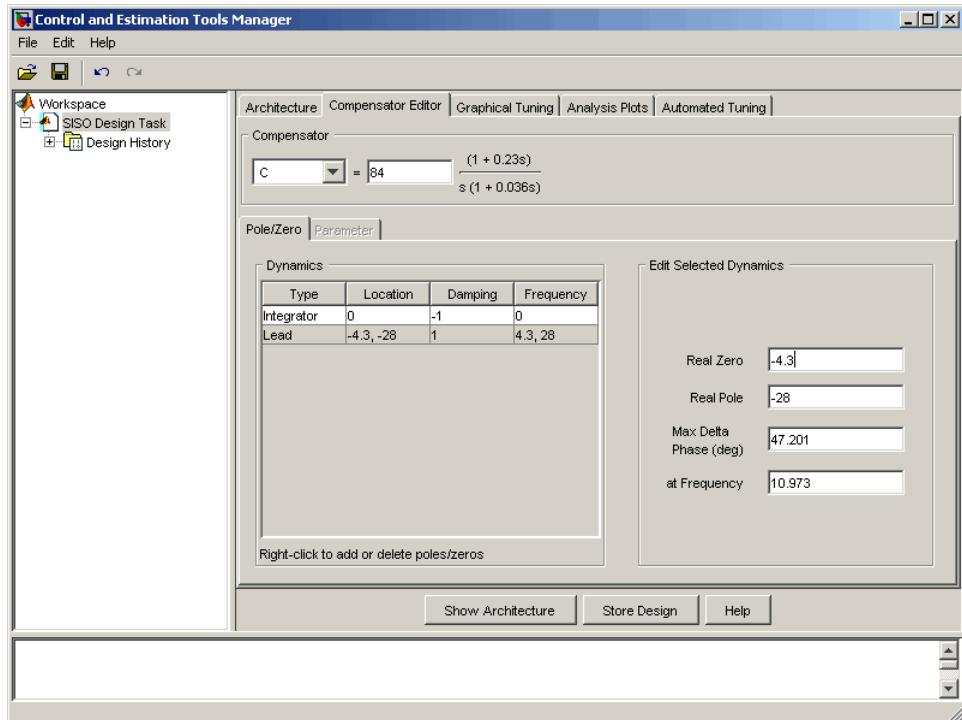 Control and Estimation Tools Manager
File Edit Help
Workspace
SISO Design Task
Design History
Architecture Compensator Editor Graphical Tuning Analysis Plots Automated Tuning
Compensator
C = 84 (1 + 0.23s)
s (1 + 0.036s)
Pole/Zero Parameter
Dynamics
Type Location Damping Frequency
Integrator 0 -1 0
Lead -4.3, -28 1 4.3, 28
Right-click to add or delete poles/zeros
Edit Selected Dynamics
Real Zero -4.3
Real Pole -28
Max Delta
Phase (deg) 47.201
at Frequency 10.973
Show Architecture Store Design Help